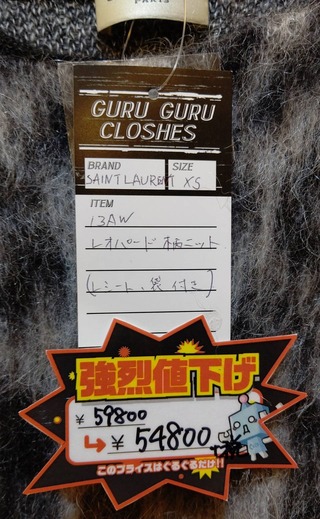 PARIS
GURU GURU
CLOSHES
BRAND
SIZE
SAINT LAURENT XS
ITEM
13AW
レオパード柄ニット
(レシート、袋付き)
強烈値下げ
¥ 59800
¥ 54800
このプライスはぐるぐるだけ!!